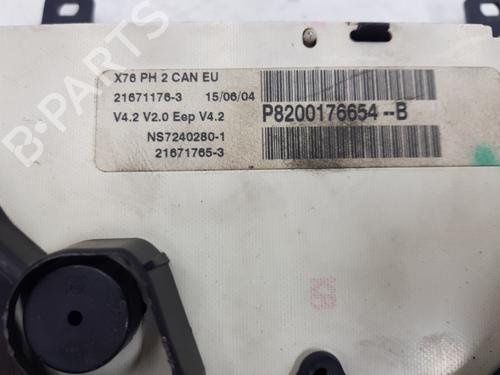 X76 PH 2 CAN EU
21671176-3 15/06/04
V4.2 V2.0 Eep V4.2
P8200176654--B
NS7240280-1
21671765-3
B